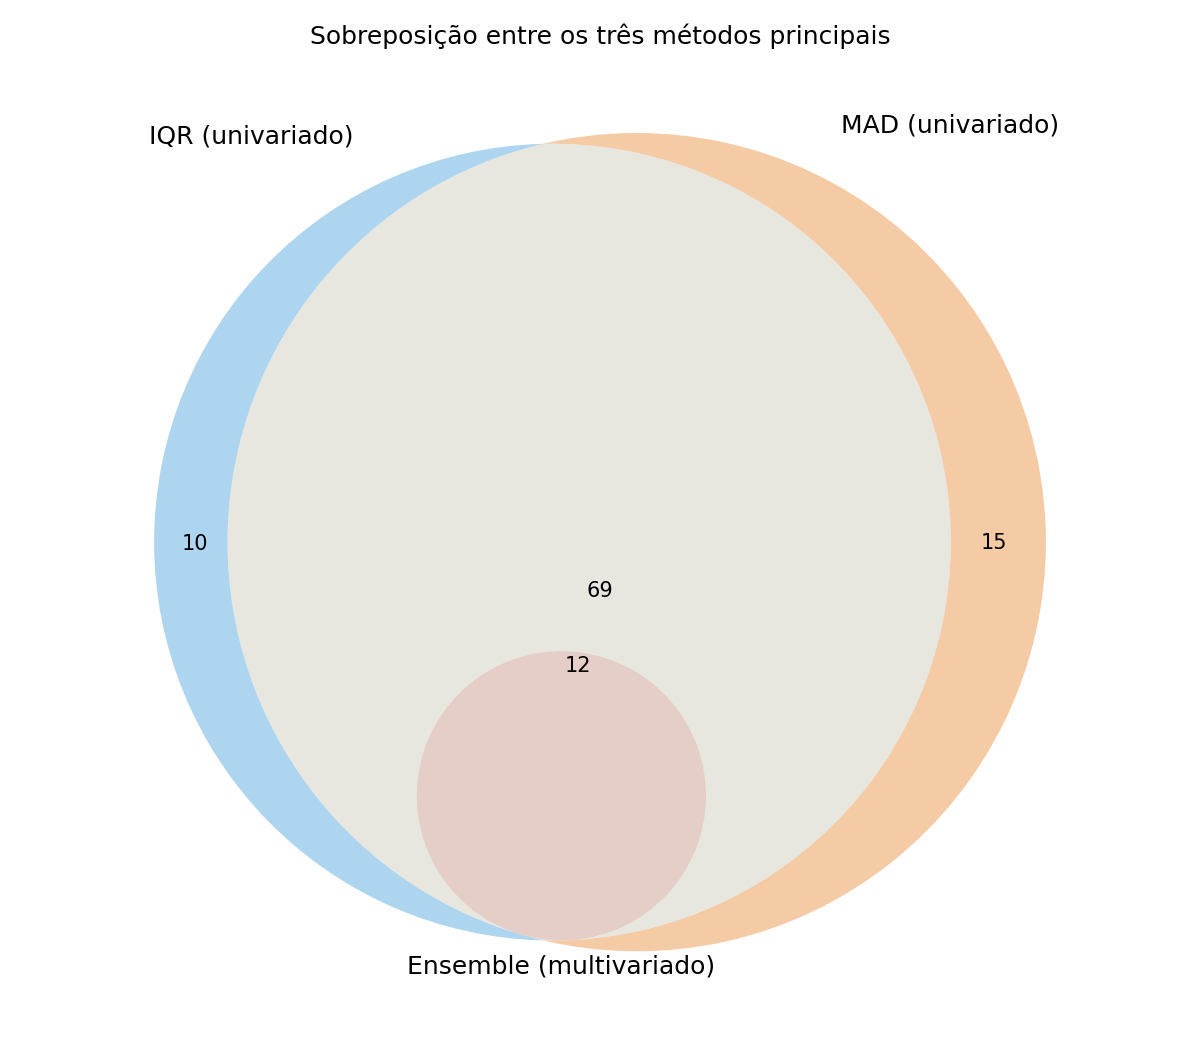 Sobreposição entre os três métodos principais
IQR (univariado)
MAD (univariado)
10
15
69
12
Ensemble (multivariado)